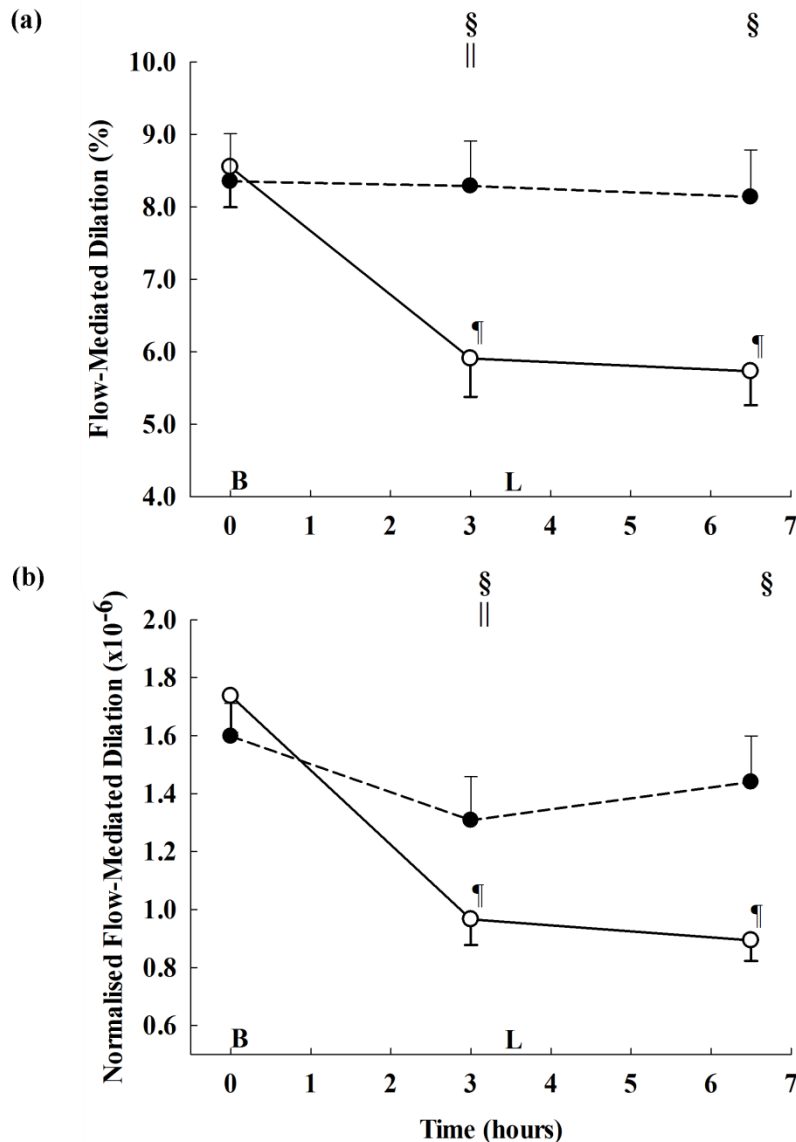 (a)
§ §
||
10.0
9.0
8.0
7.0
6.0
5.0
4.0
Flow-Mediated Dilation (%)
¶ ¶
B L
0 1 2 3 4 5 6 7
(b)
§ §
||
2.0
1.8
1.6
1.4
1.2
1.0
0.8
0.6
Normalised Flow-Mediated Dilation (x10-6)
¶ ¶
B L
0 1 2 3 4 5 6 7
Time (hours)